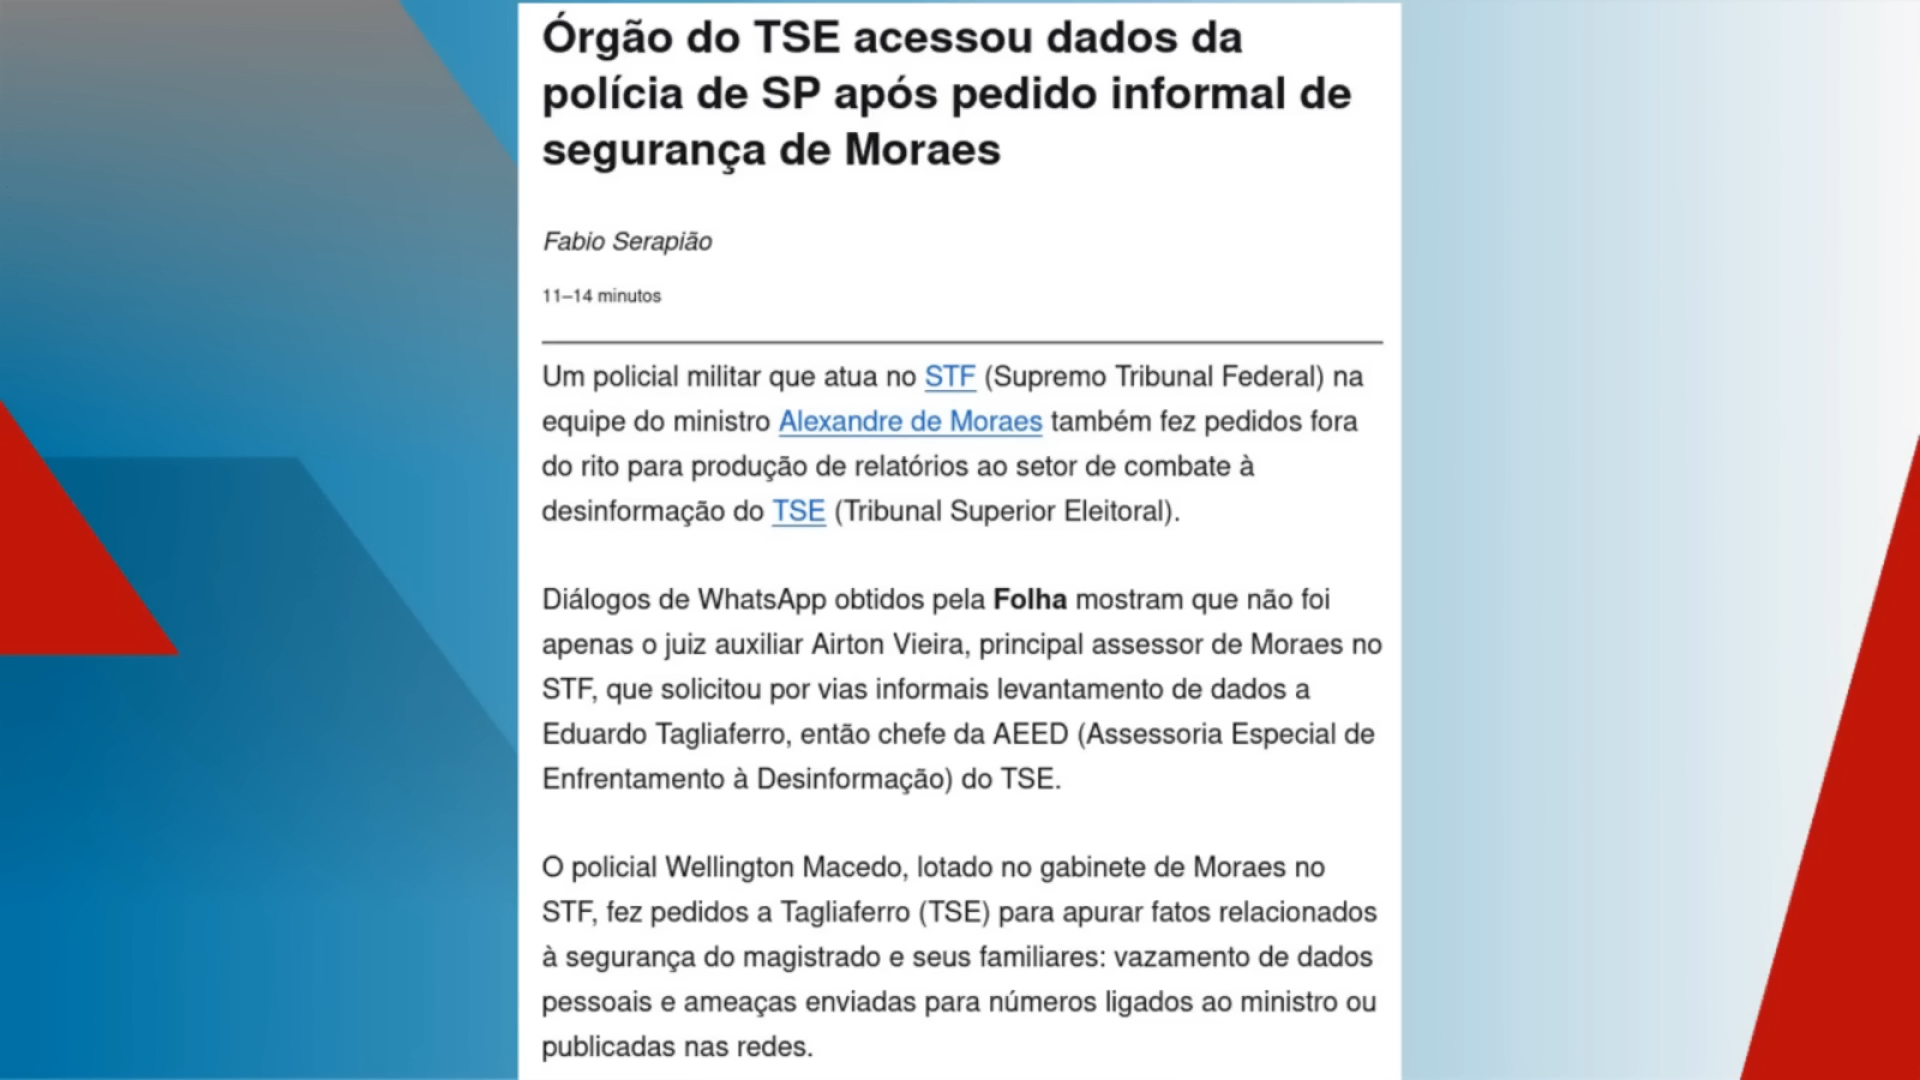 Órgão do TSE acessou dados da
polícia de SP após pedido informal de
segurança de Moraes
Fabio Serapião
11–14 minutos
Um policial militar que atua no STF (Supremo Tribunal Federal) na
equipe do ministro Alexandre de Moraes também fez pedidos fora
do rito para produção de relatórios ao setor de combate à
desinformação do TSE (Tribunal Superior Eleitoral).
Diálogos de WhatsApp obtidos pela Folha mostram que não foi
apenas o juiz auxiliar Airton Vieira, principal assessor de Moraes no
STF, que solicitou por vias informais levantamento de dados a
Eduardo Tagliaferro, então chefe da AEED (Assessoria Especial de
Enfrentamento à Desinformação) do TSE.
O policial Wellington Macedo, lotado no gabinete de Moraes no
STF, fez pedidos a Tagliaferro (TSE) para apurar fatos relacionados
à segurança do magistrado e seus familiares: vazamento de dados
pessoais e ameaças enviadas para números ligados ao ministro ou
publicadas nas redes.